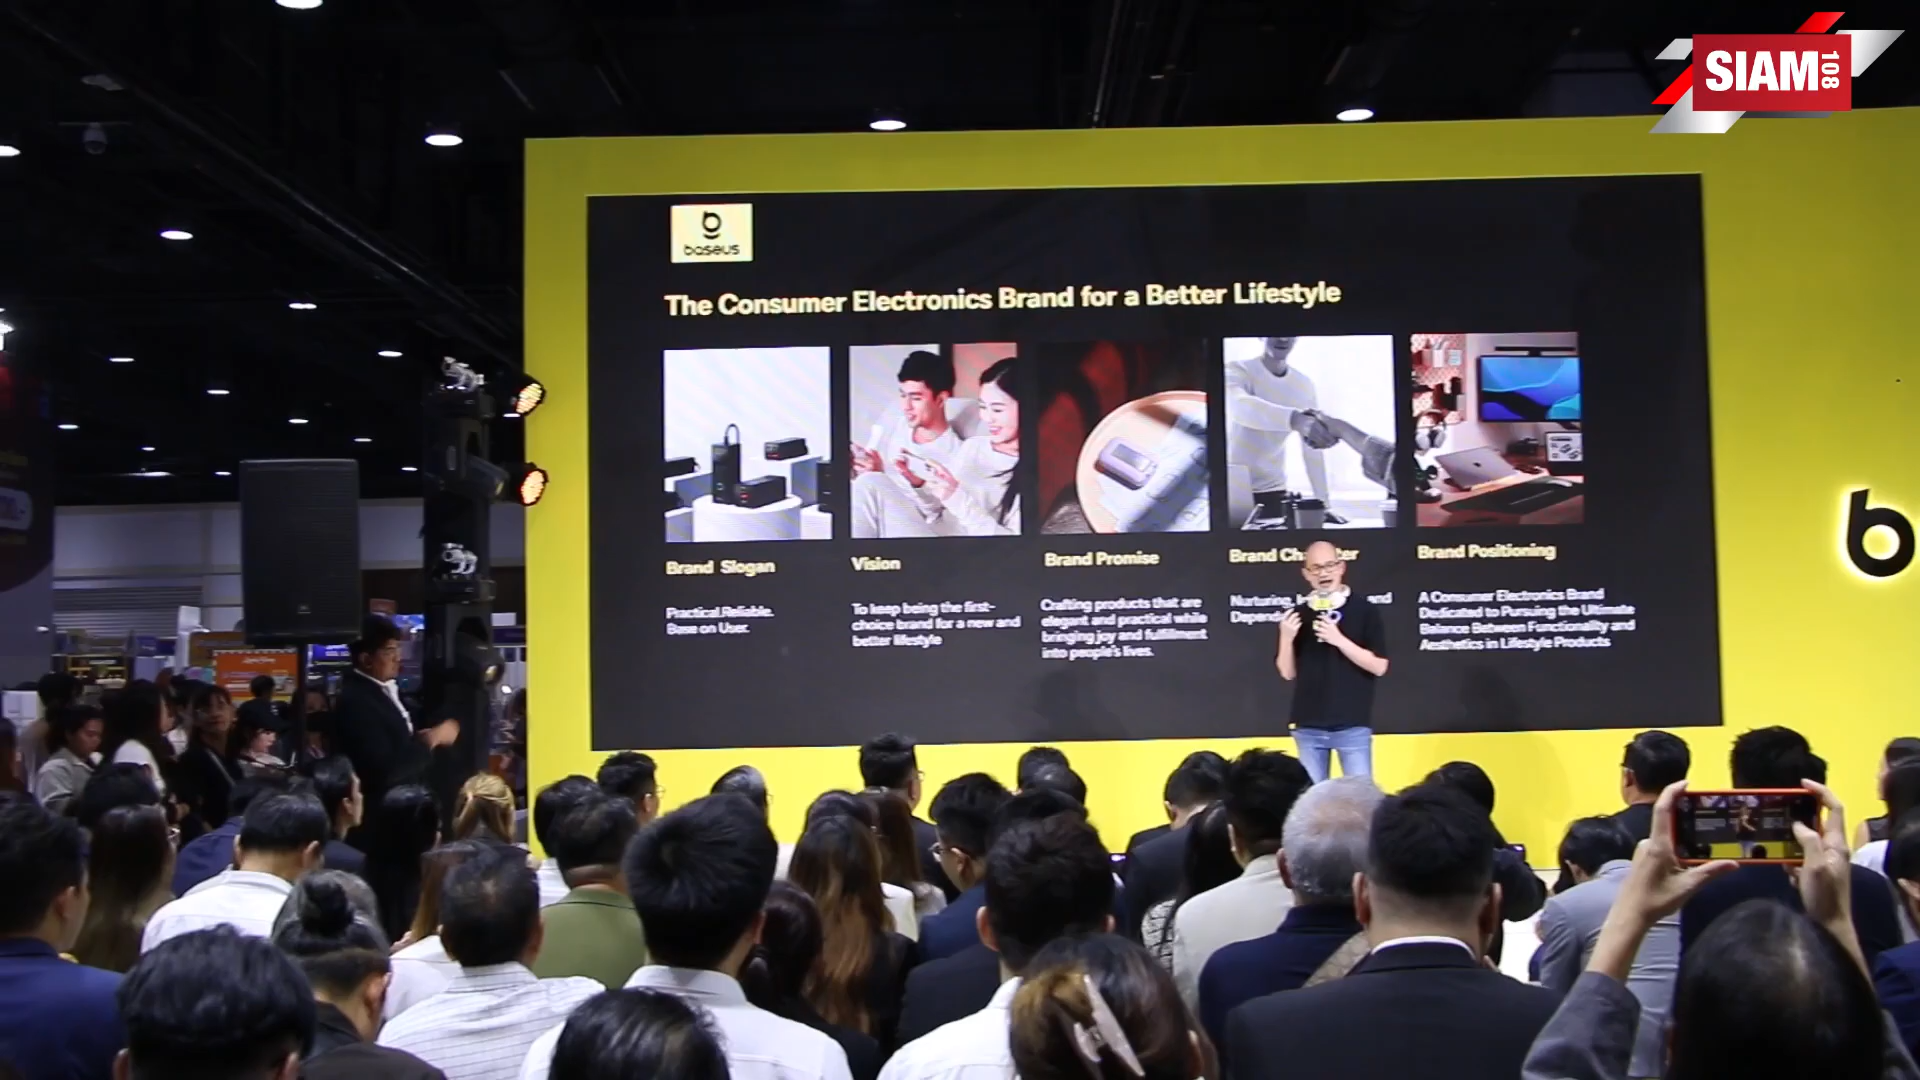 SIAM 108
baseus
The Consumer Electronics Brand for a Better Lifestyle
Brand Slogan
Practical.Reliable.
Base on User.
Vision
To keep being the first-
choice brand for a new and
better lifestyle
Brand Promise
Crafting products that are
elegant and practical while
bringing joy and fulfillment
into people's lives.
Brand
Nurturing, and
Brand Positioning
A Consumer Electronics Brand
Dedicated to Pursuing the Ultimate
Balance Between Functionality and
Aesthetics in Lifestyle Products
b